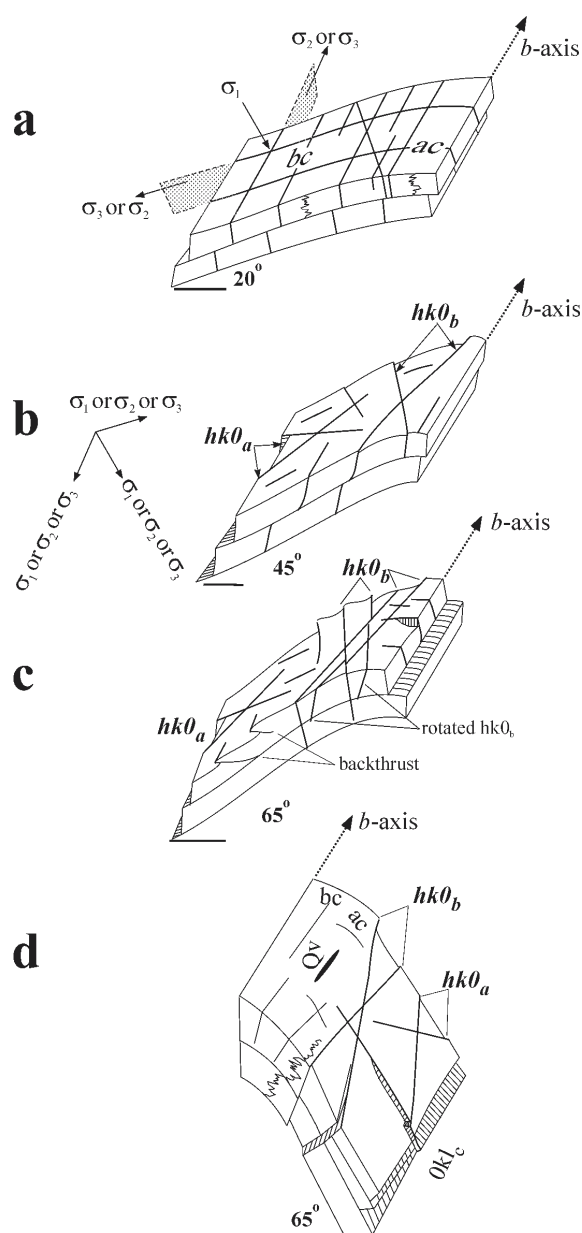 σ2 or σ3
b-axis
σ1
a
bc
ac
σ3 or σ2
20°
hk0b
b-axis
σ1 or σ2 or σ3
b
hk0a
σ1 or σ2 or σ3
σ1 or σ2 or σ3
45°
hk0b
b-axis
c
hk0a
rotated hk0b
backthrust
65°
b-axis
bc
hk0b
ac
d
Qv
hk0a
0klc
65°